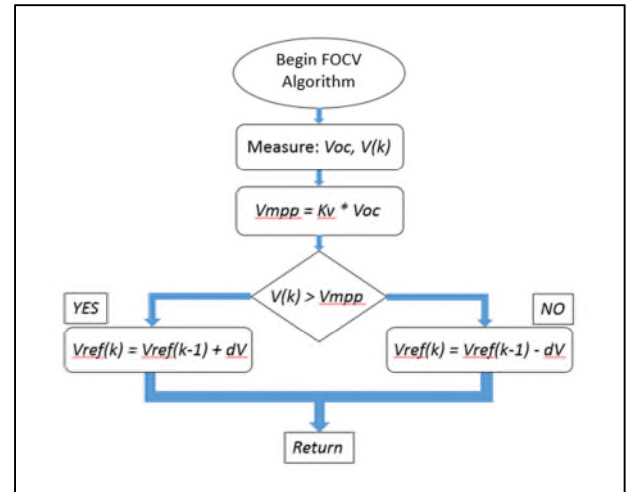 Begin FOCV
Algorithm
Measure: Voc, V(k)
Vmpp = Kv * Voc
V(k) > Vmpp
YES
NO
Vref(k) = Vref(k-1) + dV
Vref(k) = Vref(k-1) - dV
Return